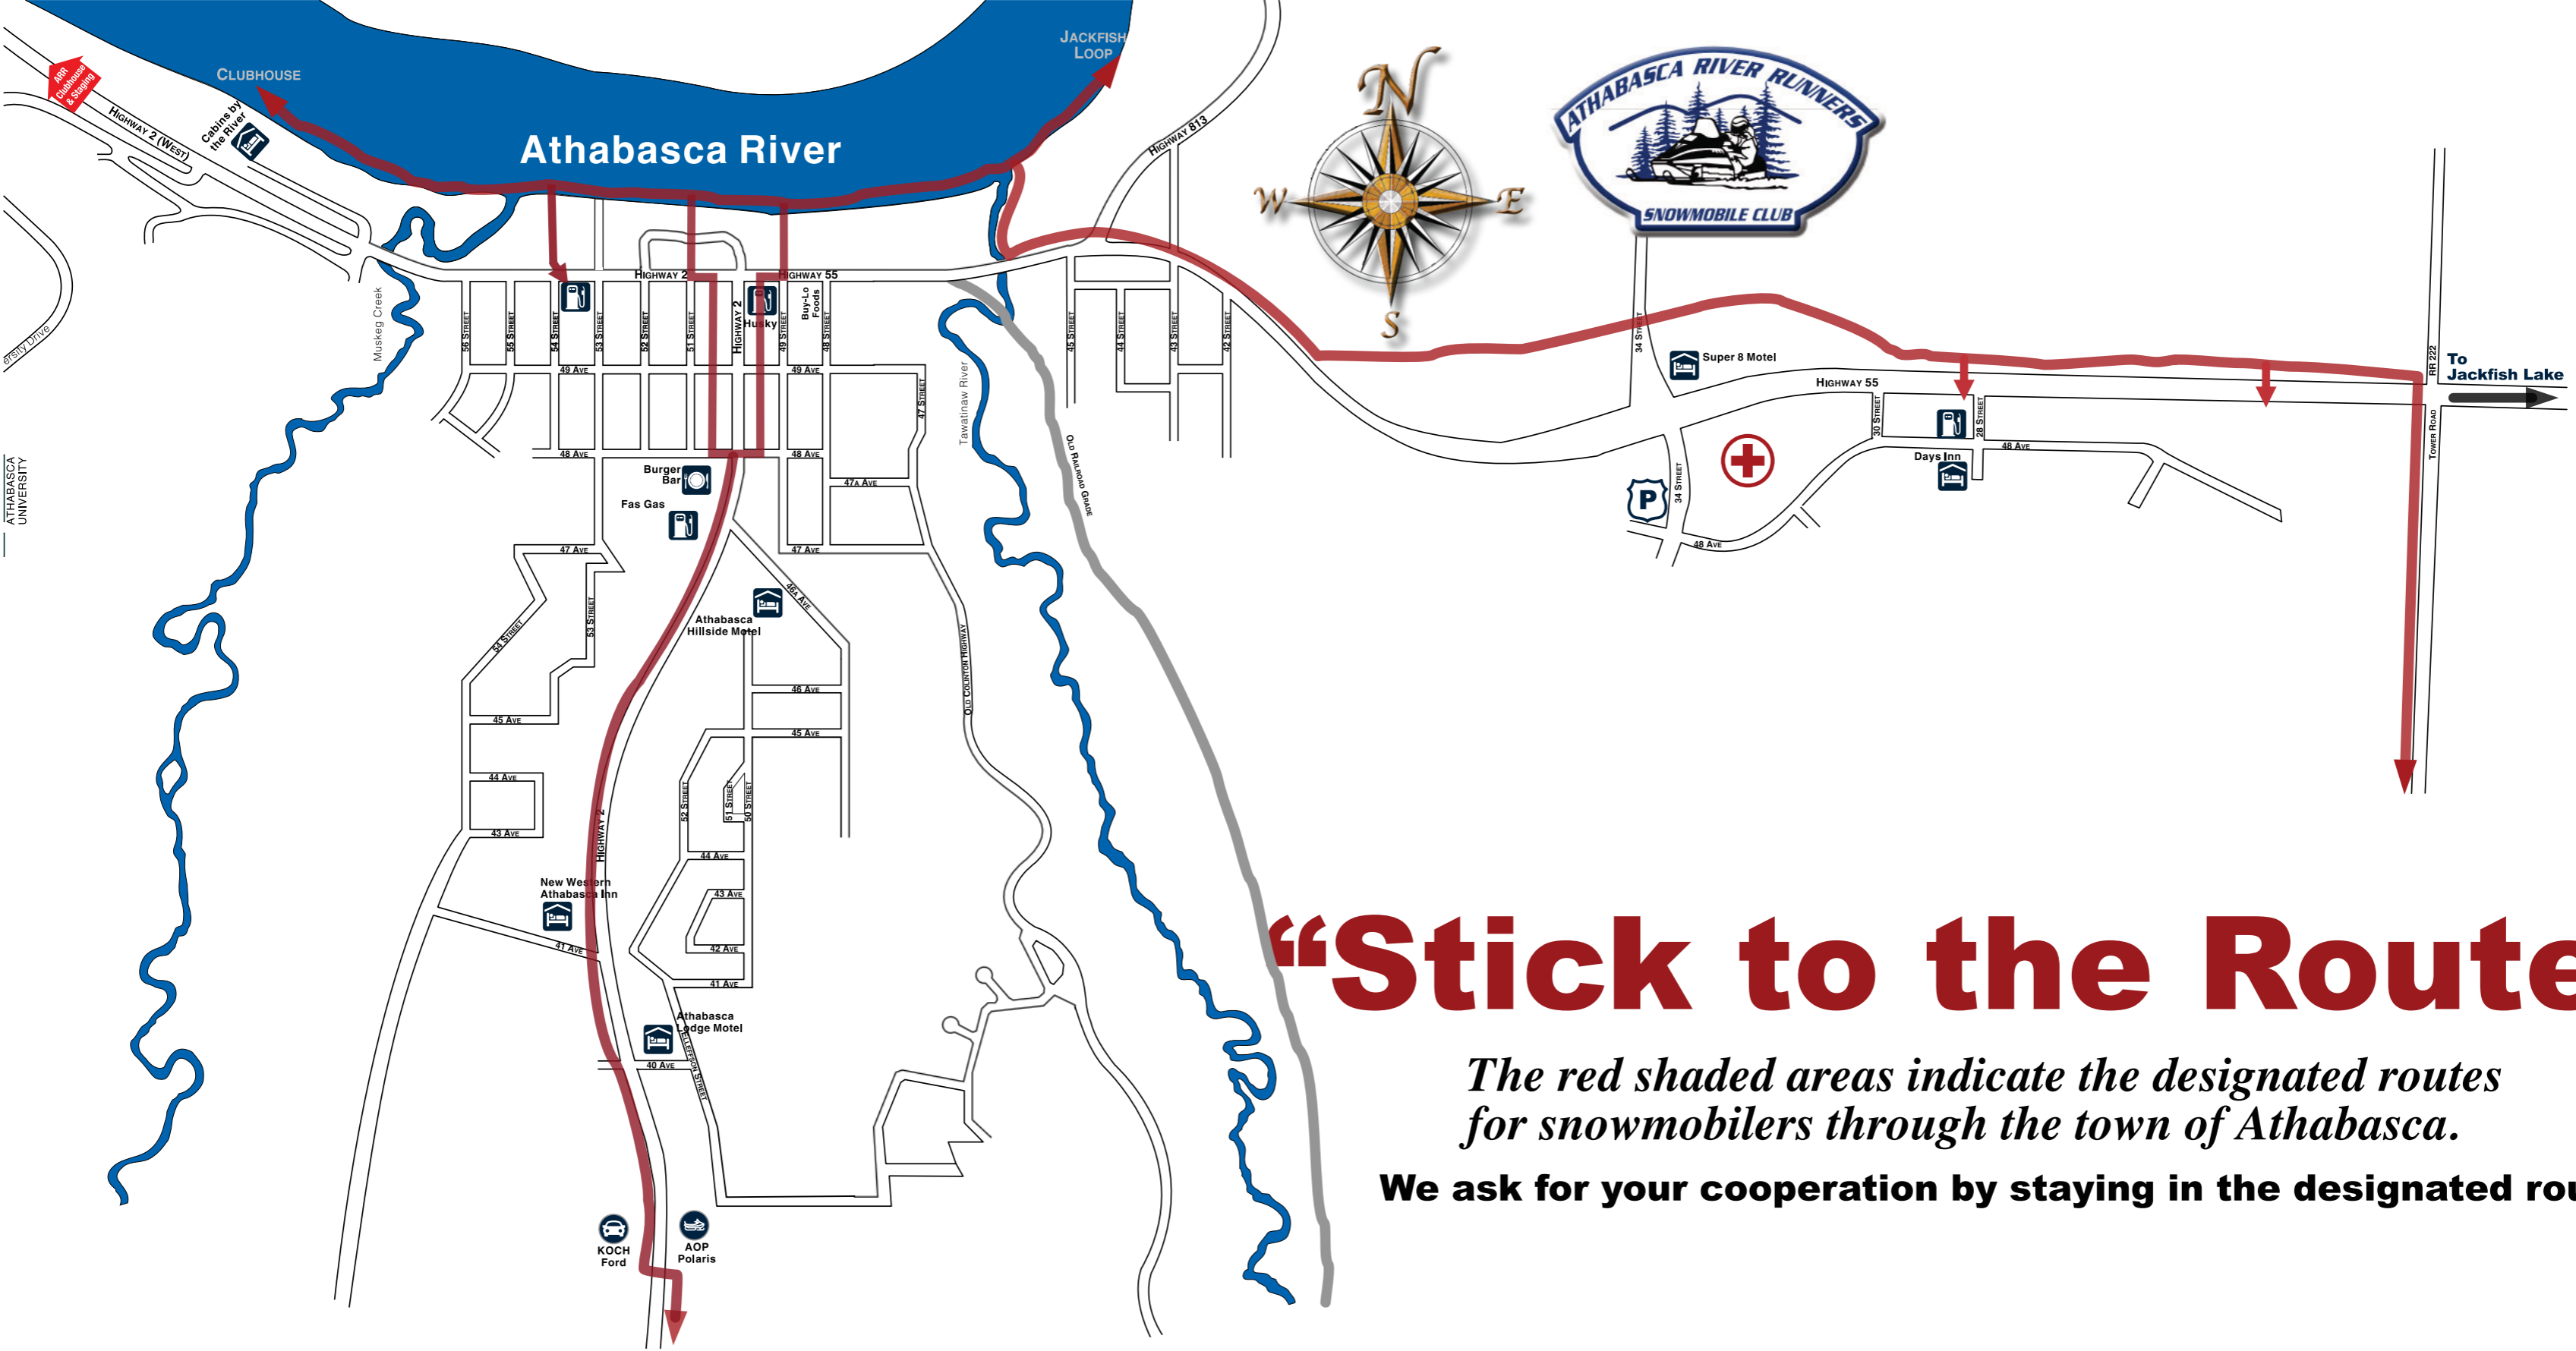 JACKFISH
LOOP
CLUBHOUSE
ARR
Clubhouse
& Staging
HIGHWAY 2 (WEST)
Cabins by
the River
Athabasca River
HIGHWAY 813
N
W
E
S
ATHABASCA RIVER RUNNERS
SNOWMOBILE CLUB
ersity Drive
Muskeg Creek
HIGHWAY 2
HIGHWAY 55
56 STREET
55 STREET
54 STREET
53 STREET
52 STREET
51 STREET
HIGHWAY 2
Husky
49 STREET
Buy-Lo
Foods
48 STREET
45 STREET
44 STREET
43 STREET
42 STREET
49 AVE
49 AVE
47 STREET
Tawatinaw River
OLD RAILROAD GRADE
34 STREET
Super 8 Motel
HIGHWAY 55
RR 222
To
Jackfish Lake
30 STREET
28 STREET
TOWER ROAD
48 AVE
Days Inn
P
34 STREET
48 AVE
ATHABASCA
UNIVERSITY
48 AVE
48 AVE
Burger
Bar
47A AVE
Fas Gas
47 AVE
47 AVE
46A AVE
53 STREET
54 STREET
Athabasca
Hillside Motel
OLD COLINTON HIGHWAY
46 AVE
45 AVE
45 AVE
44 AVE
52 STREET
51 STREET
50 STREET
43 AVE
HIGHWAY 2
44 AVE
New Western
Athabasca Inn
43 AVE
41 AVE
42 AVE
41 AVE
Athabasca
Lodge Motel
40 AVE
KOCH
Ford
AOP
Polaris
“Stick to the Route
The red shaded areas indicate the designated routes
for snowmobilers through the town of Athabasca.
We ask for your cooperation by staying in the designated rou